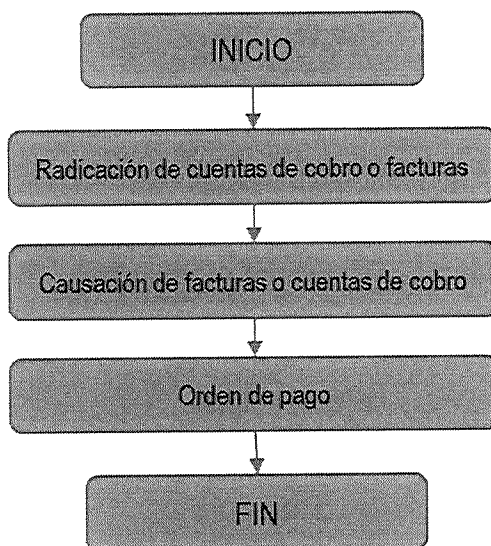 INICIO
Radicación de cuentas de cobro o facturas
Causación de facturas o cuentas de cobro
Orden de pago
FIN